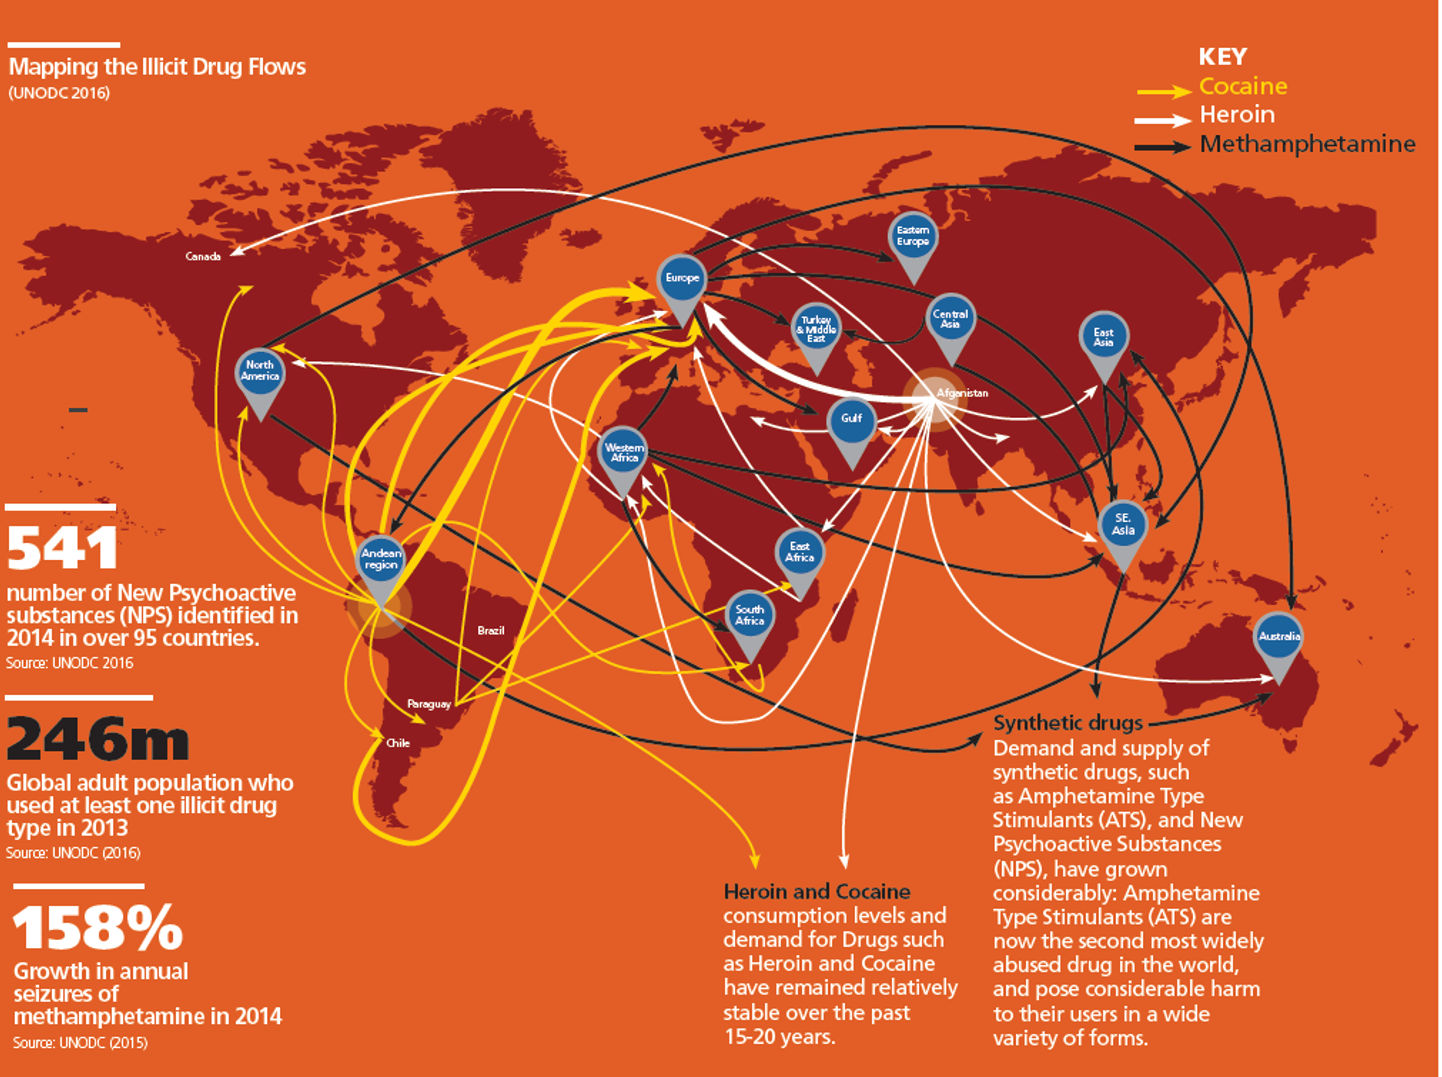 Mapping the Illicit Drug Flows
(UNODC 2016)
KEY
Cocaine
Heroin
Methamphetamine
Canada
North
America
Europe
Eastern
Europe
Turkey
& Middle
East
Central
Asia
East
Asia
Afghanistan
Gulf
Western
Africa
Andean
region
East
Africa
South
Africa
SE.
Asia
Australia
Brazil
Paraguay
Chile
541
number of New Psychoactive
substances (NPS) identified in
2014 in over 95 countries.
Source: UNODC 2016
246m
Global adult population who
used at least one illicit drug
type in 2013
Source: UNODC (2016)
158%
Growth in annual
seizures of
methamphetamine in 2014
Source: UNODC (2015)
Heroin and Cocaine
consumption levels and
demand for Drugs such
as Heroin and Cocaine
have remained relatively
stable over the past
15-20 years.
Synthetic drugs
Demand and supply of
synthetic drugs, such
as Amphetamine Type
Stimulants (ATS), and New
Psychoactive Substances
(NPS), have grown
considerably: Amphetamine
Type Stimulants (ATS) are
now the second most widely
abused drug in the world,
and pose considerable harm
to their users in a wide
variety of forms.